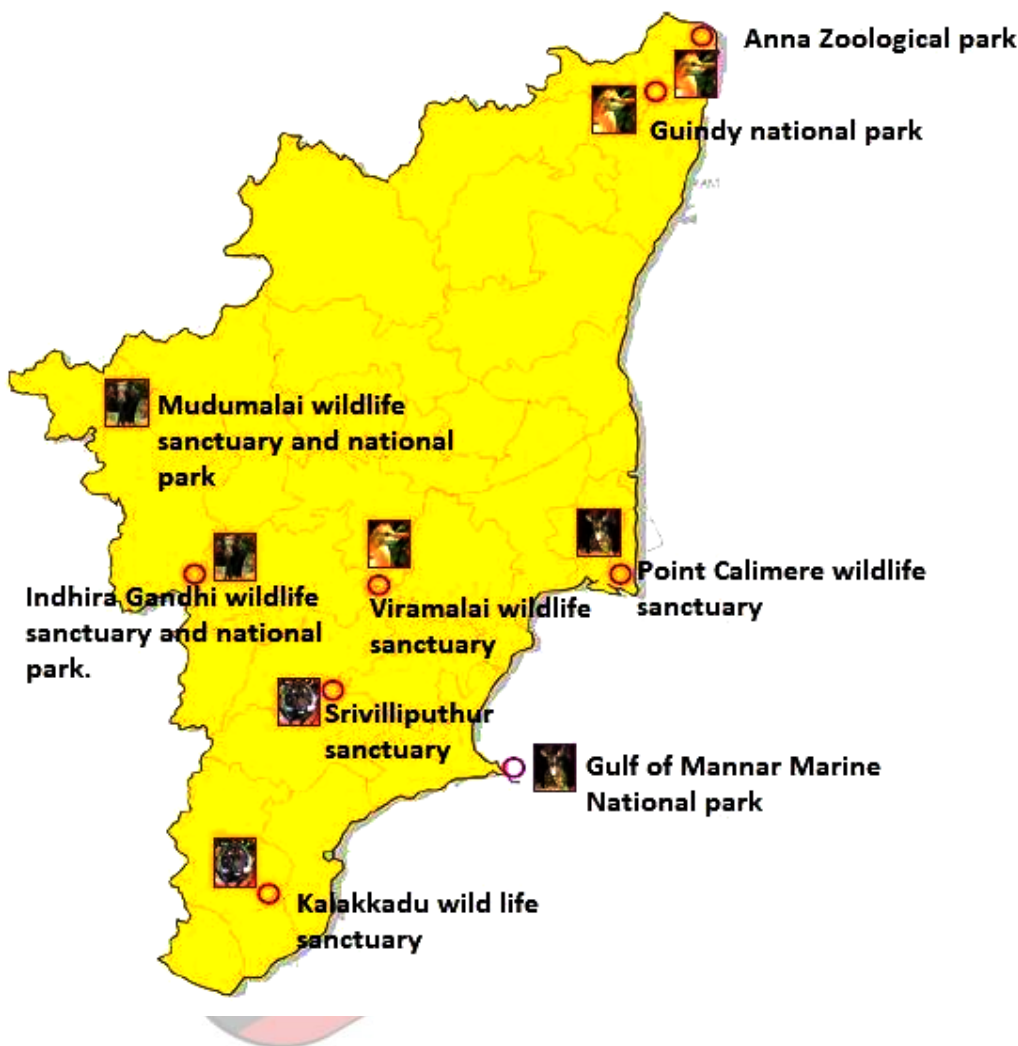 Anna Zoological park
Guindy national park
Mudumalai wildlife
sanctuary and national
park
Indhira Gandhi wildlife
sanctuary and national
park.
Viramalai wildlife
sanctuary
Point Calimere wildlife
sanctuary
Srivilliputhur
sanctuary
Gulf of Mannar Marine
National park
Kalakkadu wild life
sanctuary